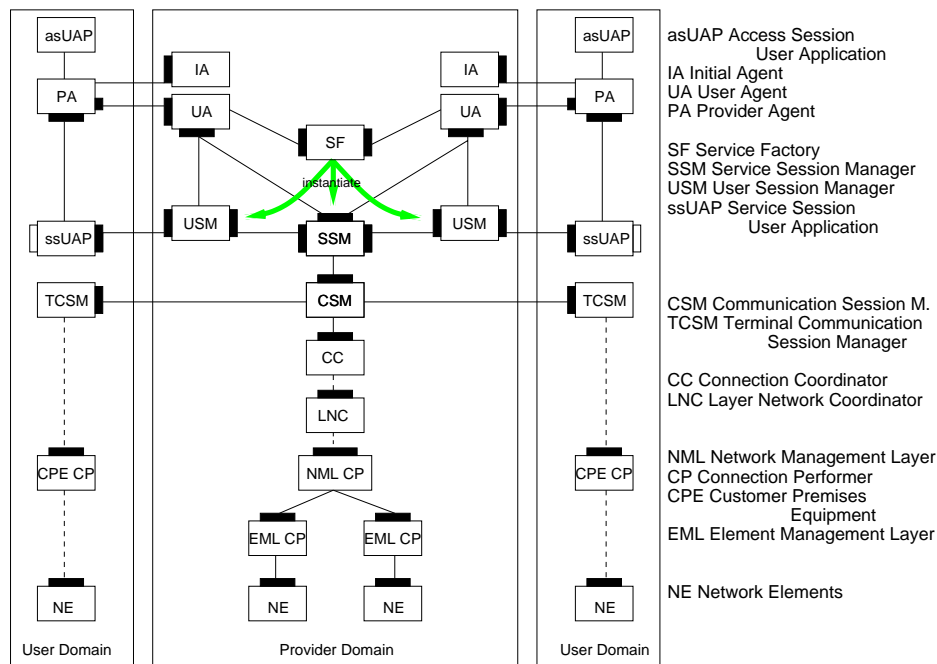 asUAP
asUAP
asUAP Access Session
User Application
IA
IA
IA Initial Agent
PA
PA
UA User Agent
UA
UA
PA Provider Agent
SF
SF Service Factory
SSM Service Session Manager
instantiate
USM User Session Manager
ssUAP Service Session
User Application
USM
USM
ssUAP
SSM
ssUAP
TCSM
CSM
TCSM
CSM Communication Session M.
TCSM Terminal Communication
Session Manager
CC
CC Connection Coordinator
LNC Layer Network Coordinator
LNC
NML Network Management Layer
CPE CP
NML CP
CPE CP
CP Connection Performer
CPE Customer Premises
Equipment
EML CP
EML CP
EML Element Management Layer
NE
NE
NE
NE
NE Network Elements
User Domain
Provider Domain
User Domain